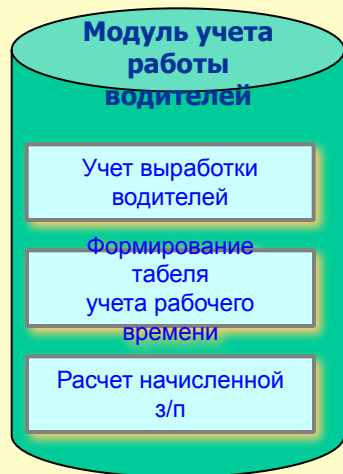 Модуль учета
работы
водителей
Учет выработки
водителей
Формирование
табеля
учета рабочего
времени
Расчет начисленной
з/п